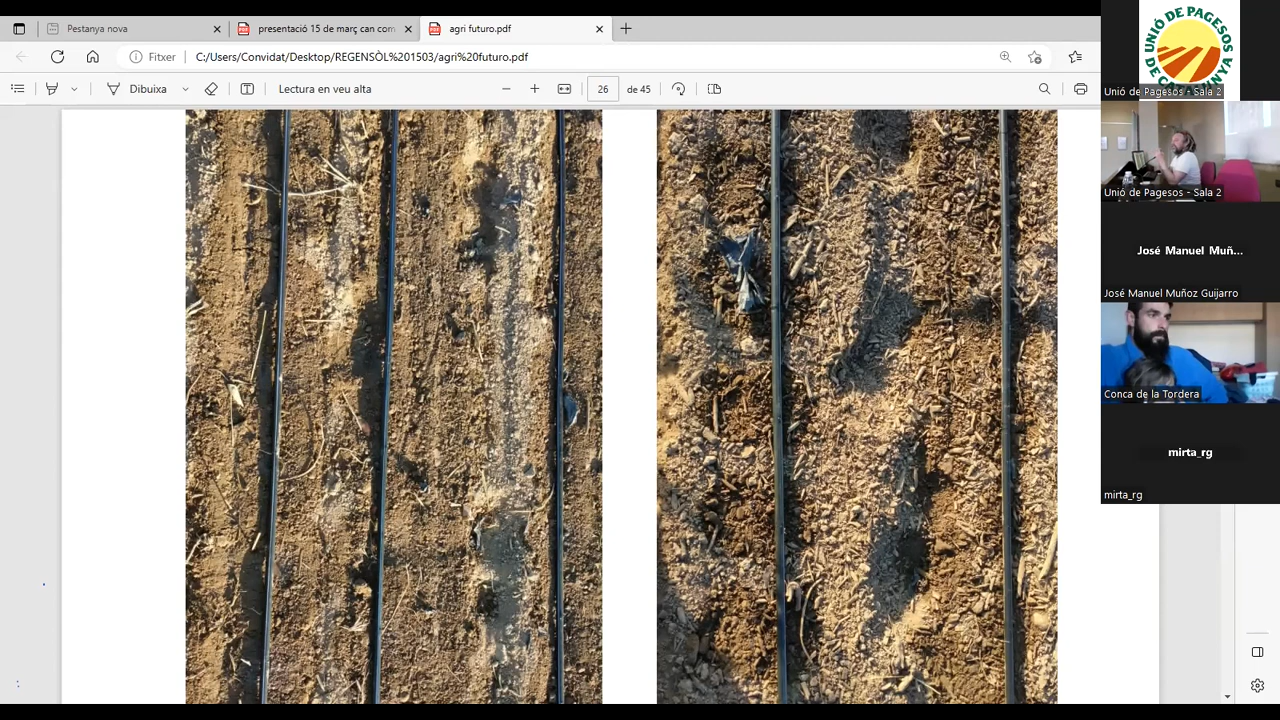 Pestanya nova
presentació 15 de març can com
agri futuro.pdf
Fitxer
C:/Users/Convidat/Desktop/REGENSÒL%201503/agri%20futuro.pdf
Dibuixa
Lectura en veu alta
26
de 45
UNIÓ DE PAGESOS
DE CATALUNYA
Unió de Pagesos - Sala 2
Unió de Pagesos - Sala 2
José Manuel Muñ...
José Manuel Muñoz Guijarro
Conca de la Tordera
mirta_rg
mirta_rg